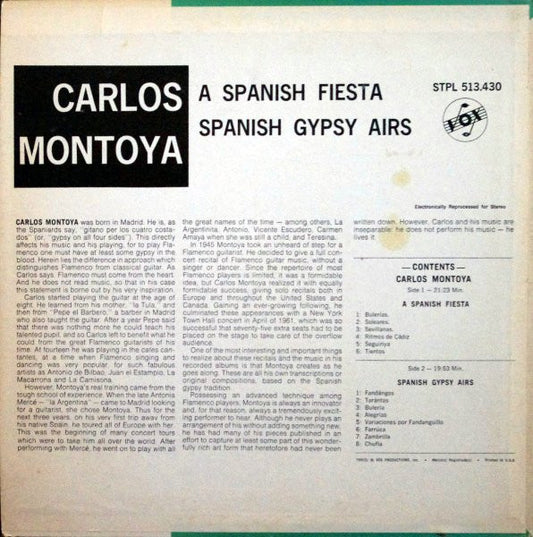 CARLOS
MONTOYA
A SPANISH FIESTA
SPANISH GYPSY AIRS
STPL 513.430
VOX
Electronically Reprocessed for Stereo
CARLOS MONTOYA was born in Madrid. He is, as
the Spaniards say, "gitano per los cuatro costa-
dos" (or, "gypsy on all four sides"). This directly
affects his music and his playing, for to play Fla-
menco one must have at least some gypsy in the
blood. Herein lies the difference in approach which
distinguishes Flamenco from classical guitar. As
Carlos says: Flamenco must come from the heart.
And he does not read music, so that in his case
this statement is borne out by his very inspiration.
Carlos started playing the guitar at the age of
eight. He learned from his mother, "la Tula," and
then from "Pepe el Barbero," a barber in Madrid
who also taught the guitar. After a year Pepe said
that there was nothing more he could teach his
talented pupil, and so Carlos left to benefit what he
could from the great Flamenco guitarists of his
time. At fourteen he was playing in the cafes can-
tantes, at a time when Flamenco singing and
dancing was very popular, for such fabulous
artists as Antonio de Bilbao, Juan el Estampío, La
Macarrona and La Camisona.
However, Montoya's real training came from the
tough school of experience. When the late Antonia
Mercé — "la Argentina" — came to Madrid looking
for a guitarist, she chose Montoya. Thus for the
next three years, on his very first trip away from
his native Spain, he toured all of Europe with her.
This was the beginning of many concert tours
which were to take him all over the world. After
performing with Mercé, he went on to play with all
the great names of the time — among others, La
Argentinita, Antonio, Vicente Escudero, Carmen
Amaya when she was still a child, and Teresina.
In 1945 Montoya took an unheard of step for a
Flamenco guitarist. He decided to give a full con-
cert recital of Flamenco guitar music, without a
singer or dancer. Since the repertoire of most
Flamenco players is limited, it was a formidable
idea, but Carlos Montoya realized it with equally
formidable success, giving solo recitals both in
Europe and throughout the United States and
Canada. Gaining an ever-growing following, he
culminated these appearances with a New York
Town Hall concert in April of 1961, which was so
successful that seventy-five extra seats had to be
placed on the stage to take care of the overflow
audience.
One of the most interesting and important things
to realize about these recitals and the music in his
recorded albums is that Montoya creates as he
goes along. These are all his own transcriptions or
original compositions, based on the Spanish
gypsy tradition.
Possessing an advanced technique among
Flamenco players, Montoya is always an innovator
and, for that reason, always a tremendously excit-
ing performer to hear. Although he never plays an
arrangement of his without adding something new,
he has had many of his pieces published in an
effort to capture at least some part of this wonder-
fully rich art form that heretofore had never been
written down. However, Carlos and his music are
inseparable: he does not perform his music — he
lives it.
— CONTENTS —
CARLOS MONTOYA
Side 1 — 21:23 Min.
A SPANISH FIESTA
1: Bulerias.
2: Soleares.
3: Sevillanas.
4: Ritmos de Cádiz
5: Seguiriya
6: Tientos
Side 2 — 19:53 Min.
SPANISH GYPSY AIRS
1: Fandángos
2: Tarántos
3: Buleria
4: Alegrias
5: Variaciones por Fandanguillo
6: Farruca
7: Zambrilla
8: Chufla
VOX PRODUCTIONS, Inc.
Printed in U.S.A.